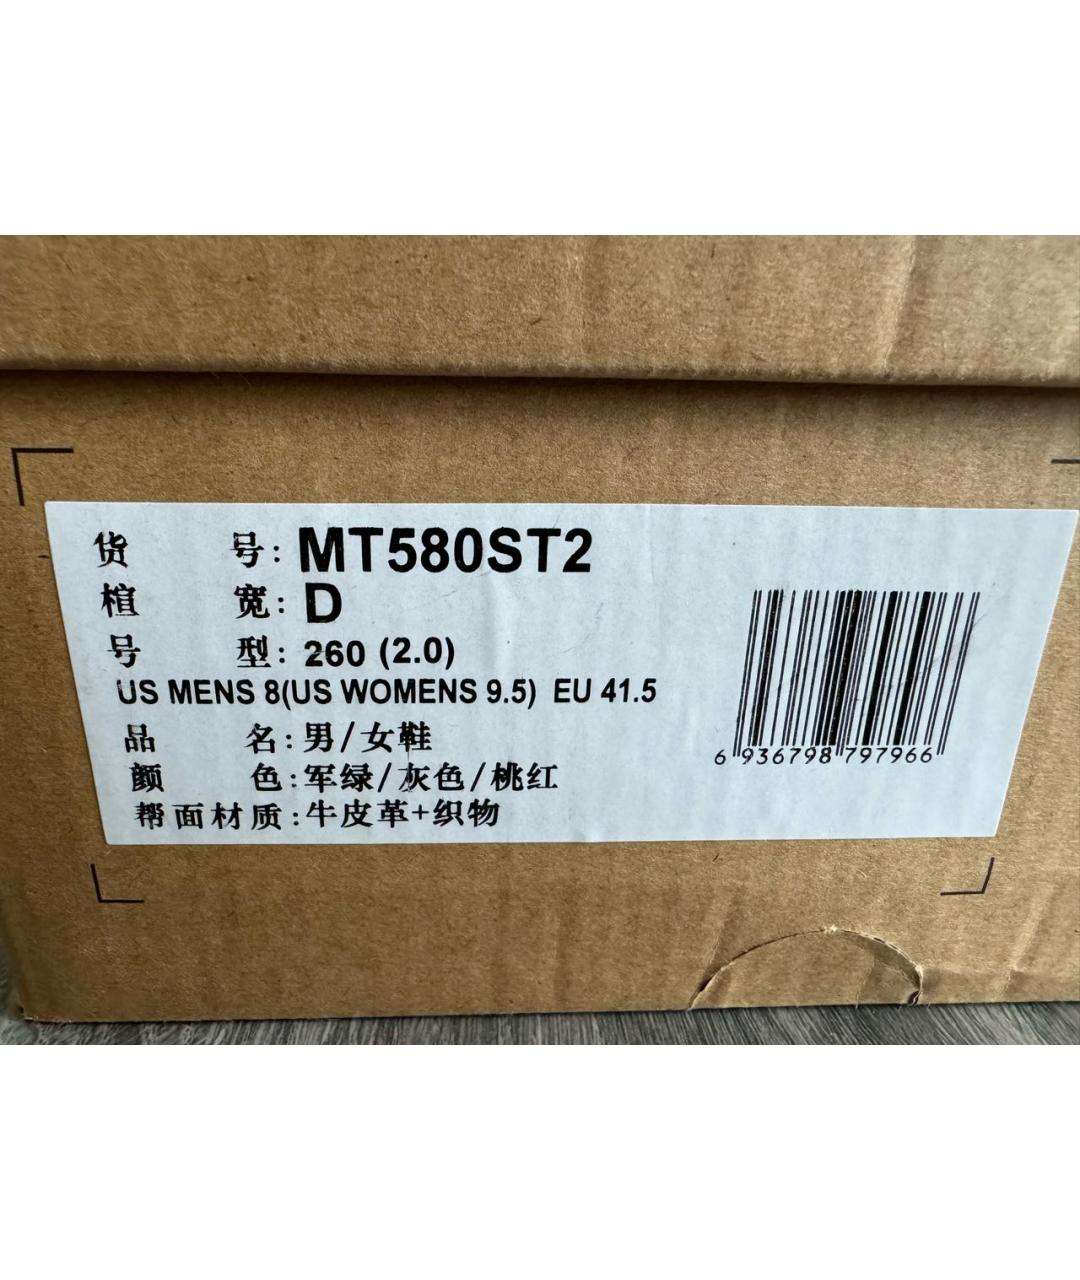 货 号: MT580ST2
楦 宽: D
号 型: 260 (2.0)
US MENS 8(US WOMENS 9.5) EU 41.5
品 名: 男/女鞋
颜 色: 军绿/灰色/桃红
帮面材质: 牛皮革+织物
6 936798 797966